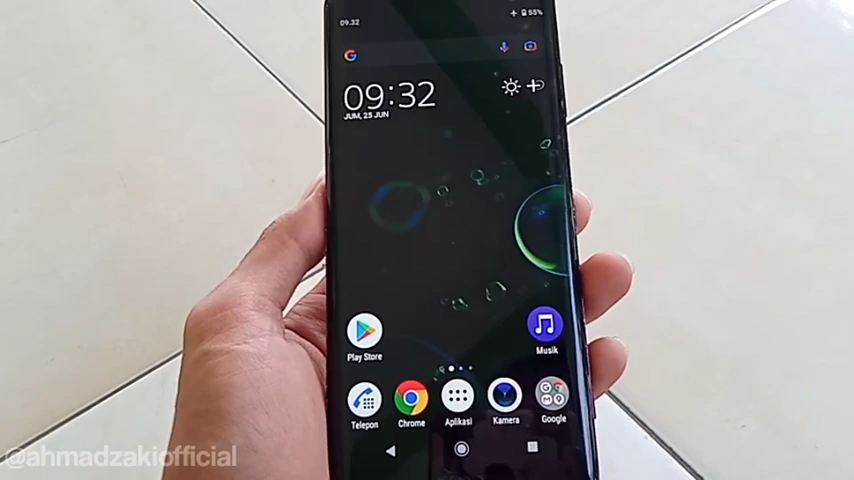 09.32
55%
09:32
JUM, 25 JUN
Play Store
Musik
Telepon
Chrome
Aplikasi
Kamera
Google
@ahmadzakiofficial